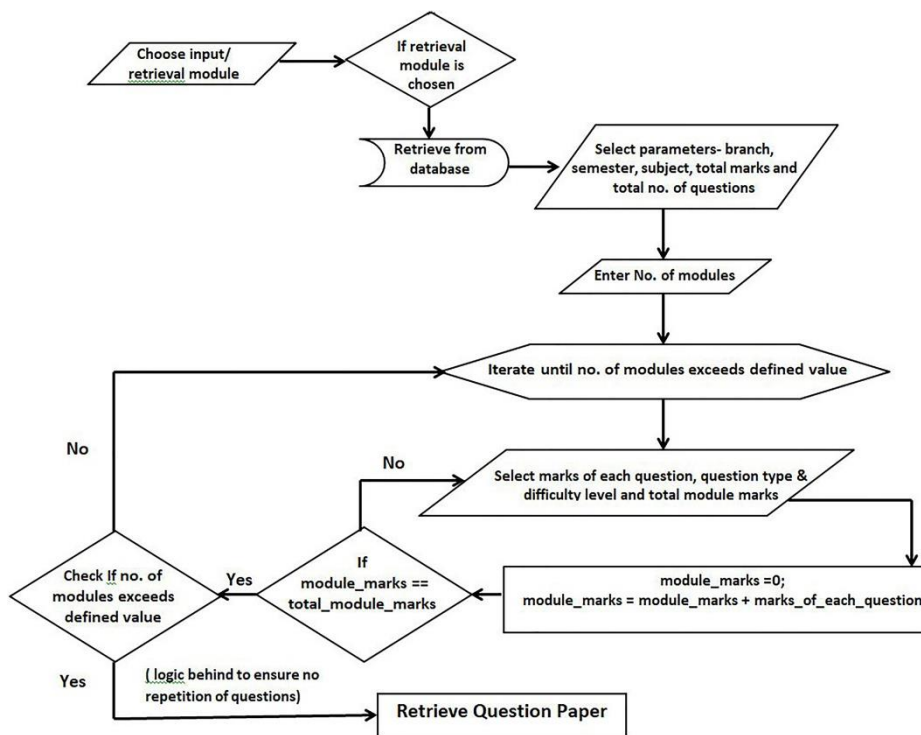 Choose input/
retrieval module
If retrieval
module is
chosen
Retrieve from
database
Select parameters- branch,
semester, subject, total marks and
total no. of questions
Enter No. of modules
Iterate until no. of modules exceeds defined value
No
No
Select marks of each question, question type &
difficulty level and total module marks
Check If no. of
modules exceeds
defined value
Yes
If
module_marks ==
total_module_marks
module_marks =0;
module_marks = module_marks + marks_of_each_question
Yes
( logic behind to ensure no
repetition of questions)
Retrieve Question Paper